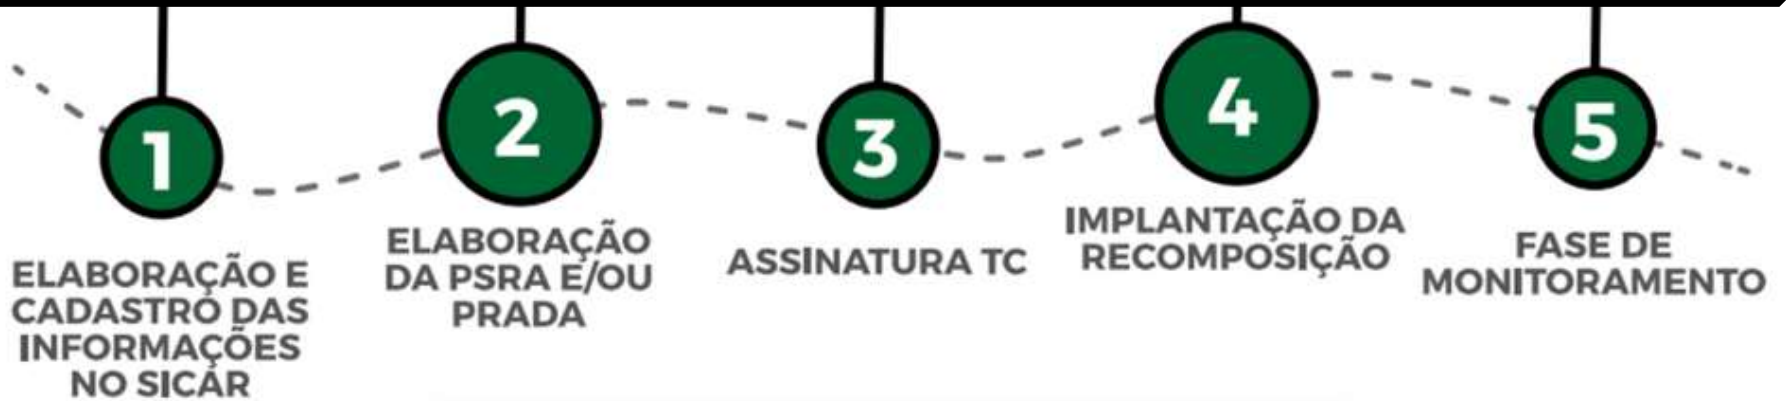 1
ELABORAÇÃO E
CADASTRO DAS
INFORMAÇÕES
NO SICAR
2
ELABORAÇÃO
DA PSRA E/OU
PRADA
3
ASSINATURA TC
4
IMPLANTAÇÃO DA
RECOMPOSIÇÃO
5
FASE DE
MONITORAMENTO